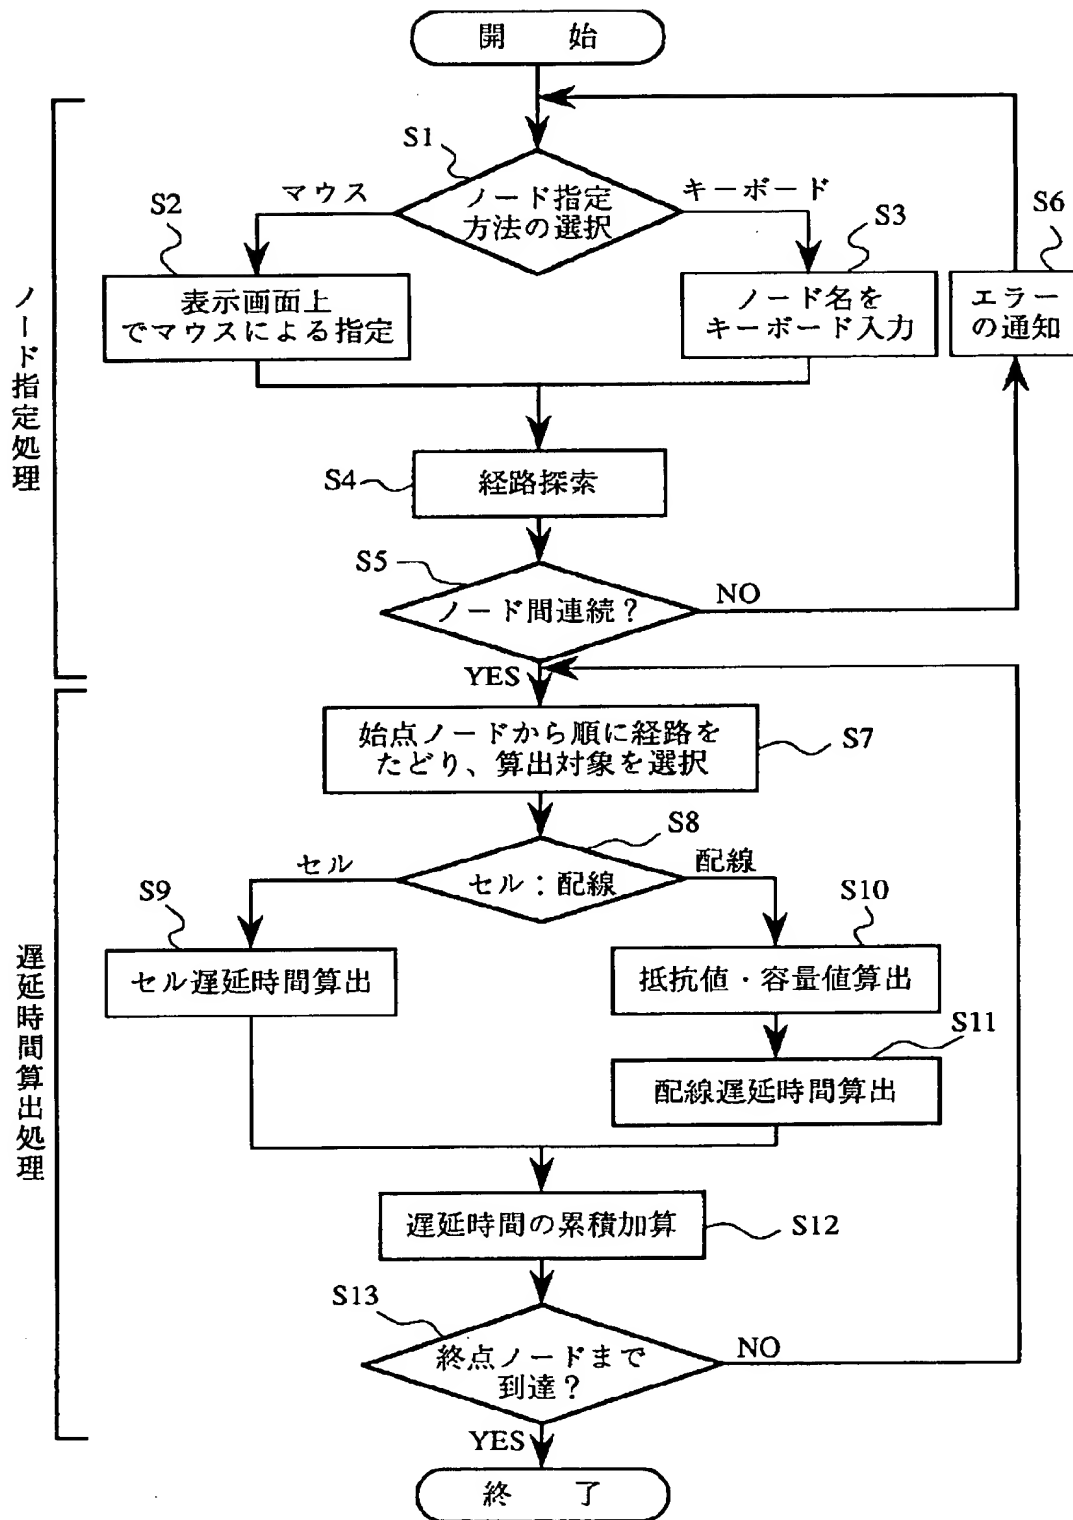 開 始
S1
ノード指定
方法の選択
マウス
キーボード
S2
表示画面上
でマウスによる指定
S3
ノード名を
キーボード入力
S6
エラー
の通知
ノード指定処理
S4
経路探索
S5
ノード間連続?
NO
YES
始点ノードから順に経路を
たどり、算出対象を選択
S7
S8
セル:配線
セル
配線
S9
セル遅延時間算出
S10
抵抗値・容量値算出
S11
配線遅延時間算出
遅延時間算出処理
遅延時間の累積加算
S12
S13
終点ノードまで
到達?
NO
YES
終 了